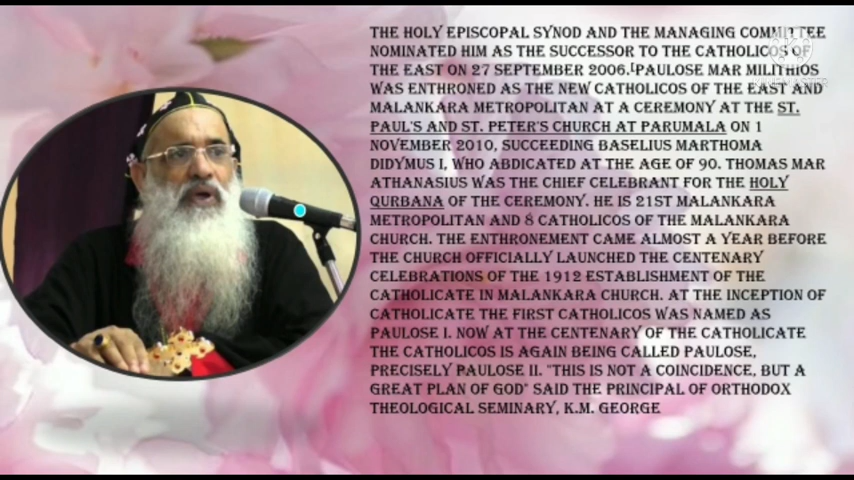 THE HOLY EPISCOPAL SYNOD AND THE MANAGING COMMITTEE
NOMINATED HIM AS THE SUCCESSOR TO THE CATHOLICOS OF
THE EAST ON 27 SEPTEMBER 2006.[PAULOSE MAR MILITHIOS
WAS ENTHRONED AS THE NEW CATHOLICOS OF THE EAST AND
MALANKARA METROPOLITAN AT A CEREMONY AT THE ST.
PAUL'S AND ST. PETER'S CHURCH AT PARUMALA ON 1
NOVEMBER 2010, SUCCEEDING BASELIUS MARTHOMA
DIDYMUS I, WHO ABDICATED AT THE AGE OF 90. THOMAS MAR
ATHANASIUS WAS THE CHIEF CELEBRANT FOR THE HOLY
QURBANA OF THE CEREMONY. HE IS 21ST MALANKARA
METROPOLITAN AND 8 CATHOLICOS OF THE MALANKARA
CHURCH. THE ENTHRONEMENT CAME ALMOST A YEAR BEFORE
THE CHURCH OFFICIALLY LAUNCHED THE CENTENARY
CELEBRATIONS OF THE 1912 ESTABLISHMENT OF THE
CATHOLICATE IN MALANKARA CHURCH. AT THE INCEPTION OF
CATHOLICATE THE FIRST CATHOLICOS WAS NAMED AS
PAULOSE I. NOW AT THE CENTENARY OF THE CATHOLICATE
THE CATHOLICOS IS AGAIN BEING CALLED PAULOSE,
PRECISELY PAULOSE II. "THIS IS NOT A COINCIDENCE, BUT A
GREAT PLAN OF GOD" SAID THE PRINCIPAL OF ORTHODOX
THEOLOGICAL SEMINARY, K.M. GEORGE